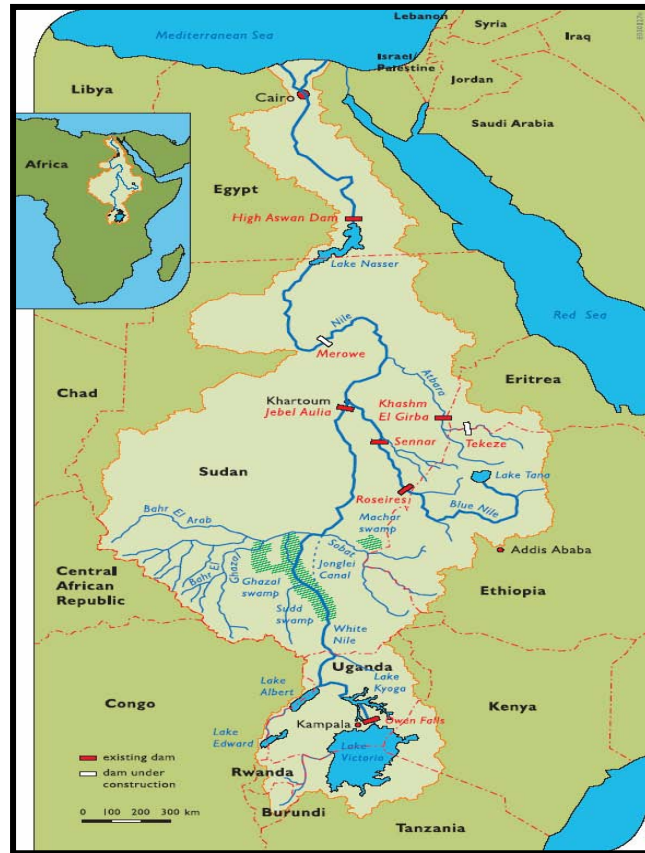 Mediterranean Sea
Lebanon
Syria
Iraq
Israel/
Palestine
Jordan
Cairo
Libya
Saudi Arabia
Africa
Egypt
High Aswan Dam
Lake Nasser
Red Sea
Nile
Merowe
Chad
Atbara
Eritrea
Khartoum
Jebel Aulia
Khashm
El Girba
Sennar
Tekeze
Sudan
Lake Tana
Roseires
Blue Nile
Bahr El Arab
Machar
swamp
Addis Ababa
Sobat
Bahr El
Ghazal
Jonglei
Canal
Central
African
Republic
Ghazal
swamp
Ethiopia
Sudd
swamp
White
Nile
Uganda
Lake
Albert
Lake
Kyoga
Congo
Kenya
Kampala
Owen Falls
Lake
Edward
Lake
Victoria
existing dam
dam under
construction
Rwanda
0 100 200 300 km
Burundi
Tanzania